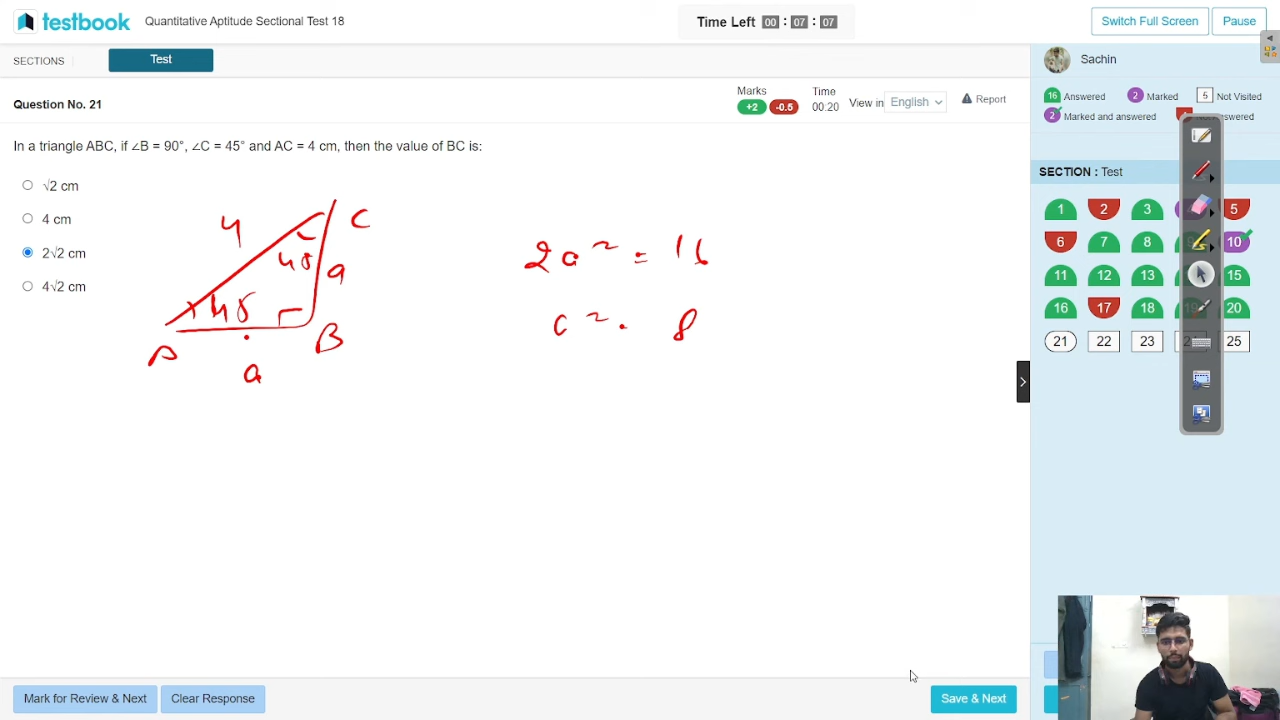 testbook
Quantitative Aptitude Sectional Test 18
Time Left 00 : 07 : 07
Switch Full Screen
Pause
SECTIONS
Test
Sachin
Question No. 21
Marks
+2 -0.5
Time
00:20
View in English
Report
16 Answered
2 Marked
5 Not Visited
2 Marked and answered
Answered
In a triangle ABC, if ∠B = 90°, ∠C = 45° and AC = 4 cm, then the value of BC is:
√2 cm
4 cm
2√2 cm
4√2 cm
4
C
45
a
45
A
B
a
2a² = 16
8
SECTION : Test
1 2 3 5
6 7 8 10
11 12 13 15
16 17 18 19 20
21 22 23 25
Mark for Review & Next
Clear Response
Save & Next